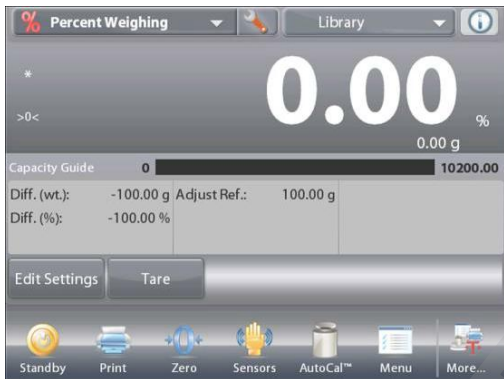 % Percent Weighing Library
*
>0<
0.00 %
0.00 g
Capacity Guide 0 10200.00
Diff. (wt.): -100.00 g Adjust Ref.: 100.00 g
Diff. (%): -100.00 %
Edit Settings Tare
Standby Print Zero Sensors AutoCal™ Menu More...